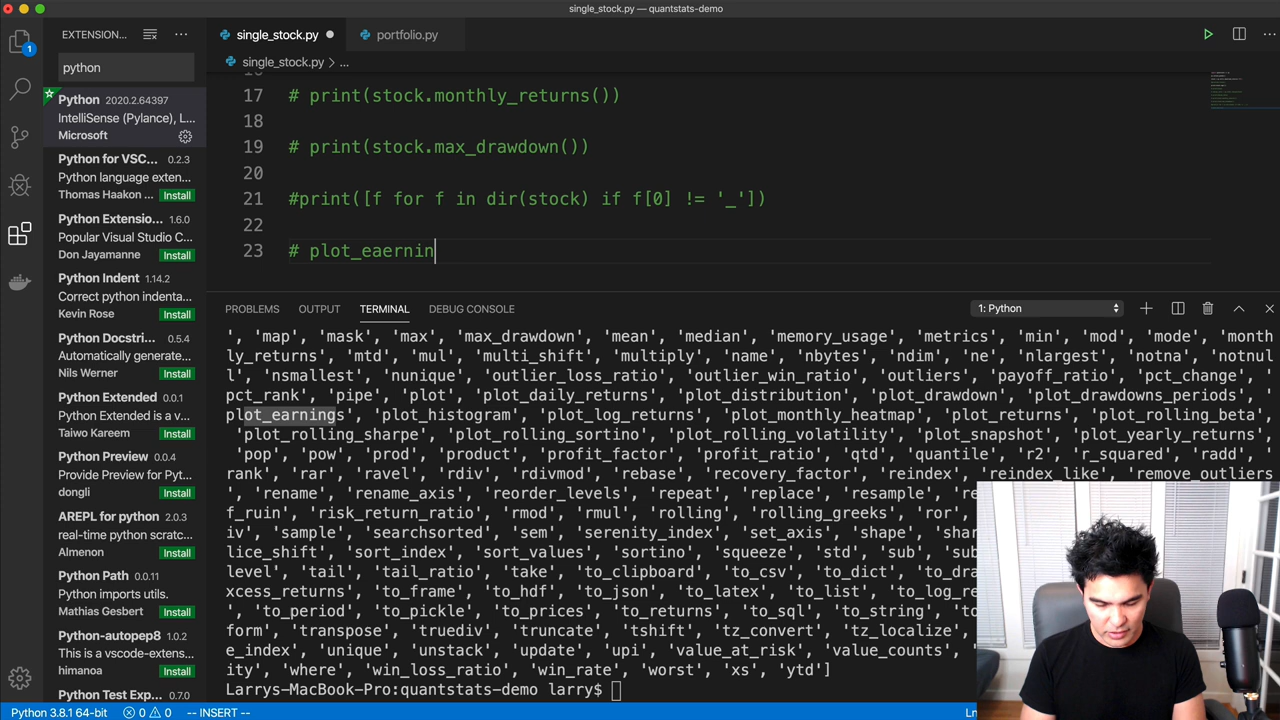 single_stock.py — quantstats-demo
EXTENSION...
single_stock.py
portfolio.py
python
single_stock.py > ...
1
Python 2020.2.64397
IntelliSense (Pylance), L...
Microsoft
Python for VSC... 0.2.3
Python language exten...
Thomas Haakon ... Install
Python Extensio... 1.6.0
Popular Visual Studio C...
Don Jayamanne Install
Python Indent 1.14.2
Correct python indenta...
Kevin Rose Install
Python Docstri... 0.5.4
Automatically generate...
Nils Werner Install
Python Extended 0.0.1
Python Extended is a v...
Taiwo Kareem Install
Python Preview 0.0.4
Provide Preview for Pyt...
dongli Install
AREPL for python 2.0.3
real-time python scratc...
Almenon Install
Python Path 0.0.11
Python imports utils.
Mathias Gesbert Install
Python-autopep8 1.0.2
This is a vscode-extens...
himanoa Install
Python Test Exp... 0.7.0
17 # print(stock.monthly_returns())
18
19 # print(stock.max_drawdown())
20
21 #print([f for f in dir(stock) if f[0] != '_'])
22
23 # plot_eaernin
PROBLEMS OUTPUT TERMINAL DEBUG CONSOLE 1: Python
', 'map', 'mask', 'max', 'max_drawdown', 'mean', 'median', 'memory_usage', 'metrics', 'min', 'mod', 'mode', 'month
ly_returns', 'mtd', 'mul', 'multi_shift', 'multiply', 'name', 'nbytes', 'ndim', 'ne', 'nlargest', 'notna', 'notnul
l', 'nsmallest', 'nunique', 'outlier_loss_ratio', 'outlier_win_ratio', 'outliers', 'payoff_ratio', 'pct_change', '
pct_rank', 'pipe', 'plot', 'plot_daily_returns', 'plot_distribution', 'plot_drawdown', 'plot_drawdowns_periods', '
plot_earnings', 'plot_histogram', 'plot_log_returns', 'plot_monthly_heatmap', 'plot_returns', 'plot_rolling_beta',
'plot_rolling_sharpe', 'plot_rolling_sortino', 'plot_rolling_volatility', 'plot_snapshot', 'plot_yearly_returns',
'pop', 'pow', 'prod', 'product', 'profit_factor', 'profit_ratio', 'qtd', 'quantile', 'r2', 'r_squared', 'radd', '
rank', 'rar', 'ravel', 'rdiv', 'rdivmod', 'rebase', 'recovery_factor', 'reindex', 'reindex_like', 'remove_outliers
', 'rename', 'rename_axis', 'reorder_levels', 'repeat', 'replace', 'resample', 're
f_ruin', 'risk_return_ratio', 'rmod', 'rmul', 'rolling', 'rolling_greeks', 'ror',
iv', 'sample', 'searchsorted', 'sem', 'serenity_index', 'set_axis', 'shape', 'shar
lice_shift', 'sort_index', 'sort_values', 'sortino', 'squeeze', 'std', 'sub', 'sub
level', 'tail', 'tail_ratio', 'take', 'to_clipboard', 'to_csv', 'to_dict', 'to_dra
xcess_returns', 'to_frame', 'to_hdf', 'to_json', 'to_latex', 'to_list', 'to_log_re
', 'to_period', 'to_pickle', 'to_prices', 'to_returns', 'to_sql', 'to_string', 'to
form', 'transpose', 'truediv', 'truncate', 'tshift', 'tz_convert', 'tz_localize',
e_index', 'unique', 'unstack', 'update', 'upi', 'value_at_risk', 'value_counts', '
ity', 'where', 'win_loss_ratio', 'win_rate', 'worst', 'xs', 'ytd']
Larrys-MacBook-Pro:quantstats-demo larry$
Python 3.8.1 64-bit 0 0 -- INSERT -- Ln